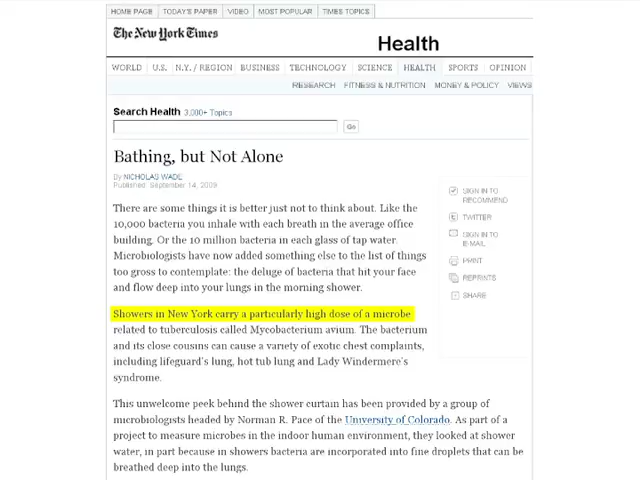 HOME PAGE TODAY'S PAPER VIDEO MOST POPULAR TIMES TOPICS
The New York Times
Health
WORLD U.S. N.Y. / REGION BUSINESS TECHNOLOGY SCIENCE HEALTH SPORTS OPINION
RESEARCH FITNESS & NUTRITION MONEY & POLICY VIEWS
Search Health 3,000+ Topics
Go
Bathing, but Not Alone
By NICHOLAS WADE
Published: September 14, 2009
There are some things it is better just not to think about. Like the
10,000 bacteria you inhale with each breath in the average office
building. Or the 10 million bacteria in each glass of tap water.
Microbiologists have now added something else to the list of things
too gross to contemplate: the deluge of bacteria that hit your face
and flow deep into your lungs in the morning shower.
Showers in New York carry a particularly high dose of a microbe
related to tuberculosis called Mycobacterium avium. The bacterium
and its close cousins can cause a variety of exotic chest complaints,
including lifeguard's lung, hot tub lung and Lady Windermere's
syndrome.
This unwelcome peek behind the shower curtain has been provided by a group of
microbiologists headed by Norman R. Pace of the University of Colorado. As part of a
project to measure microbes in the indoor human environment, they looked at shower
water, in part because in showers bacteria are incorporated into fine droplets that can be
breathed deep into the lungs.
SIGN IN TO
RECOMMEND
TWITTER
SIGN IN TO
E-MAIL
PRINT
REPRINTS
SHARE